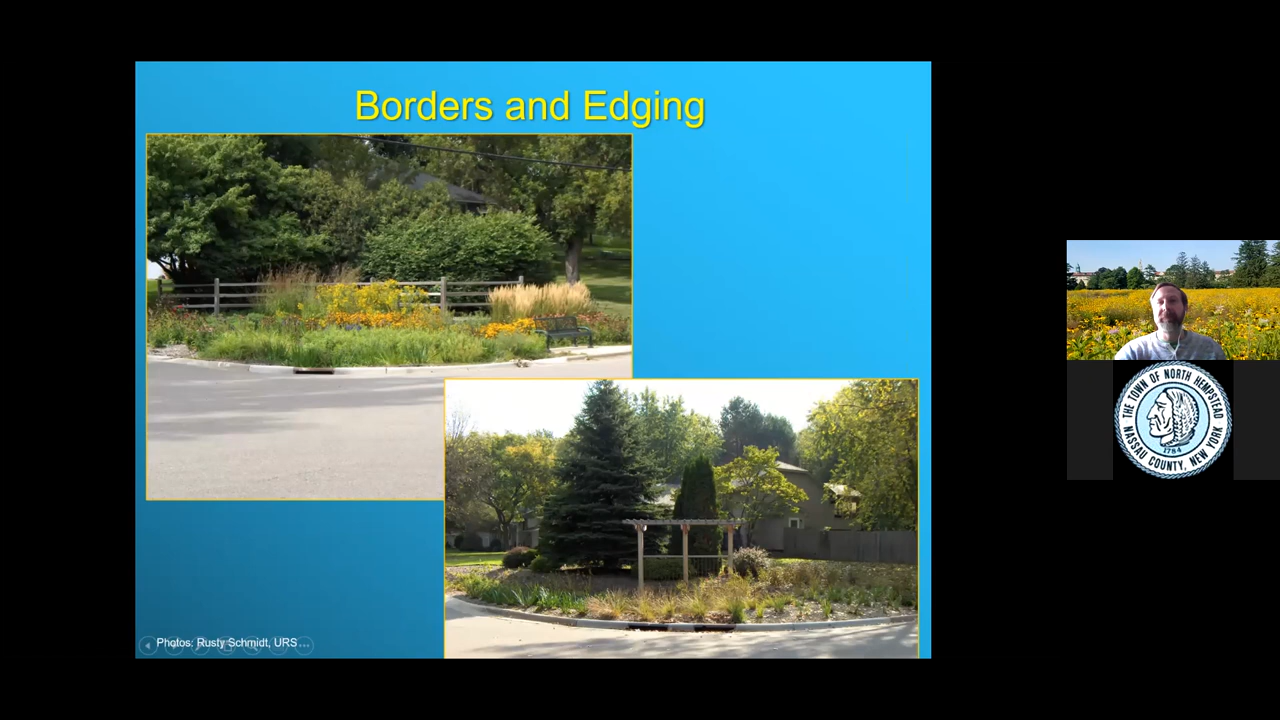 Borders and Edging
Photos: Rusty Schmidt, URS
THE TOWN OF NORTH HEMPSTEAD
1784
NASSAU COUNTY, NEW YORK